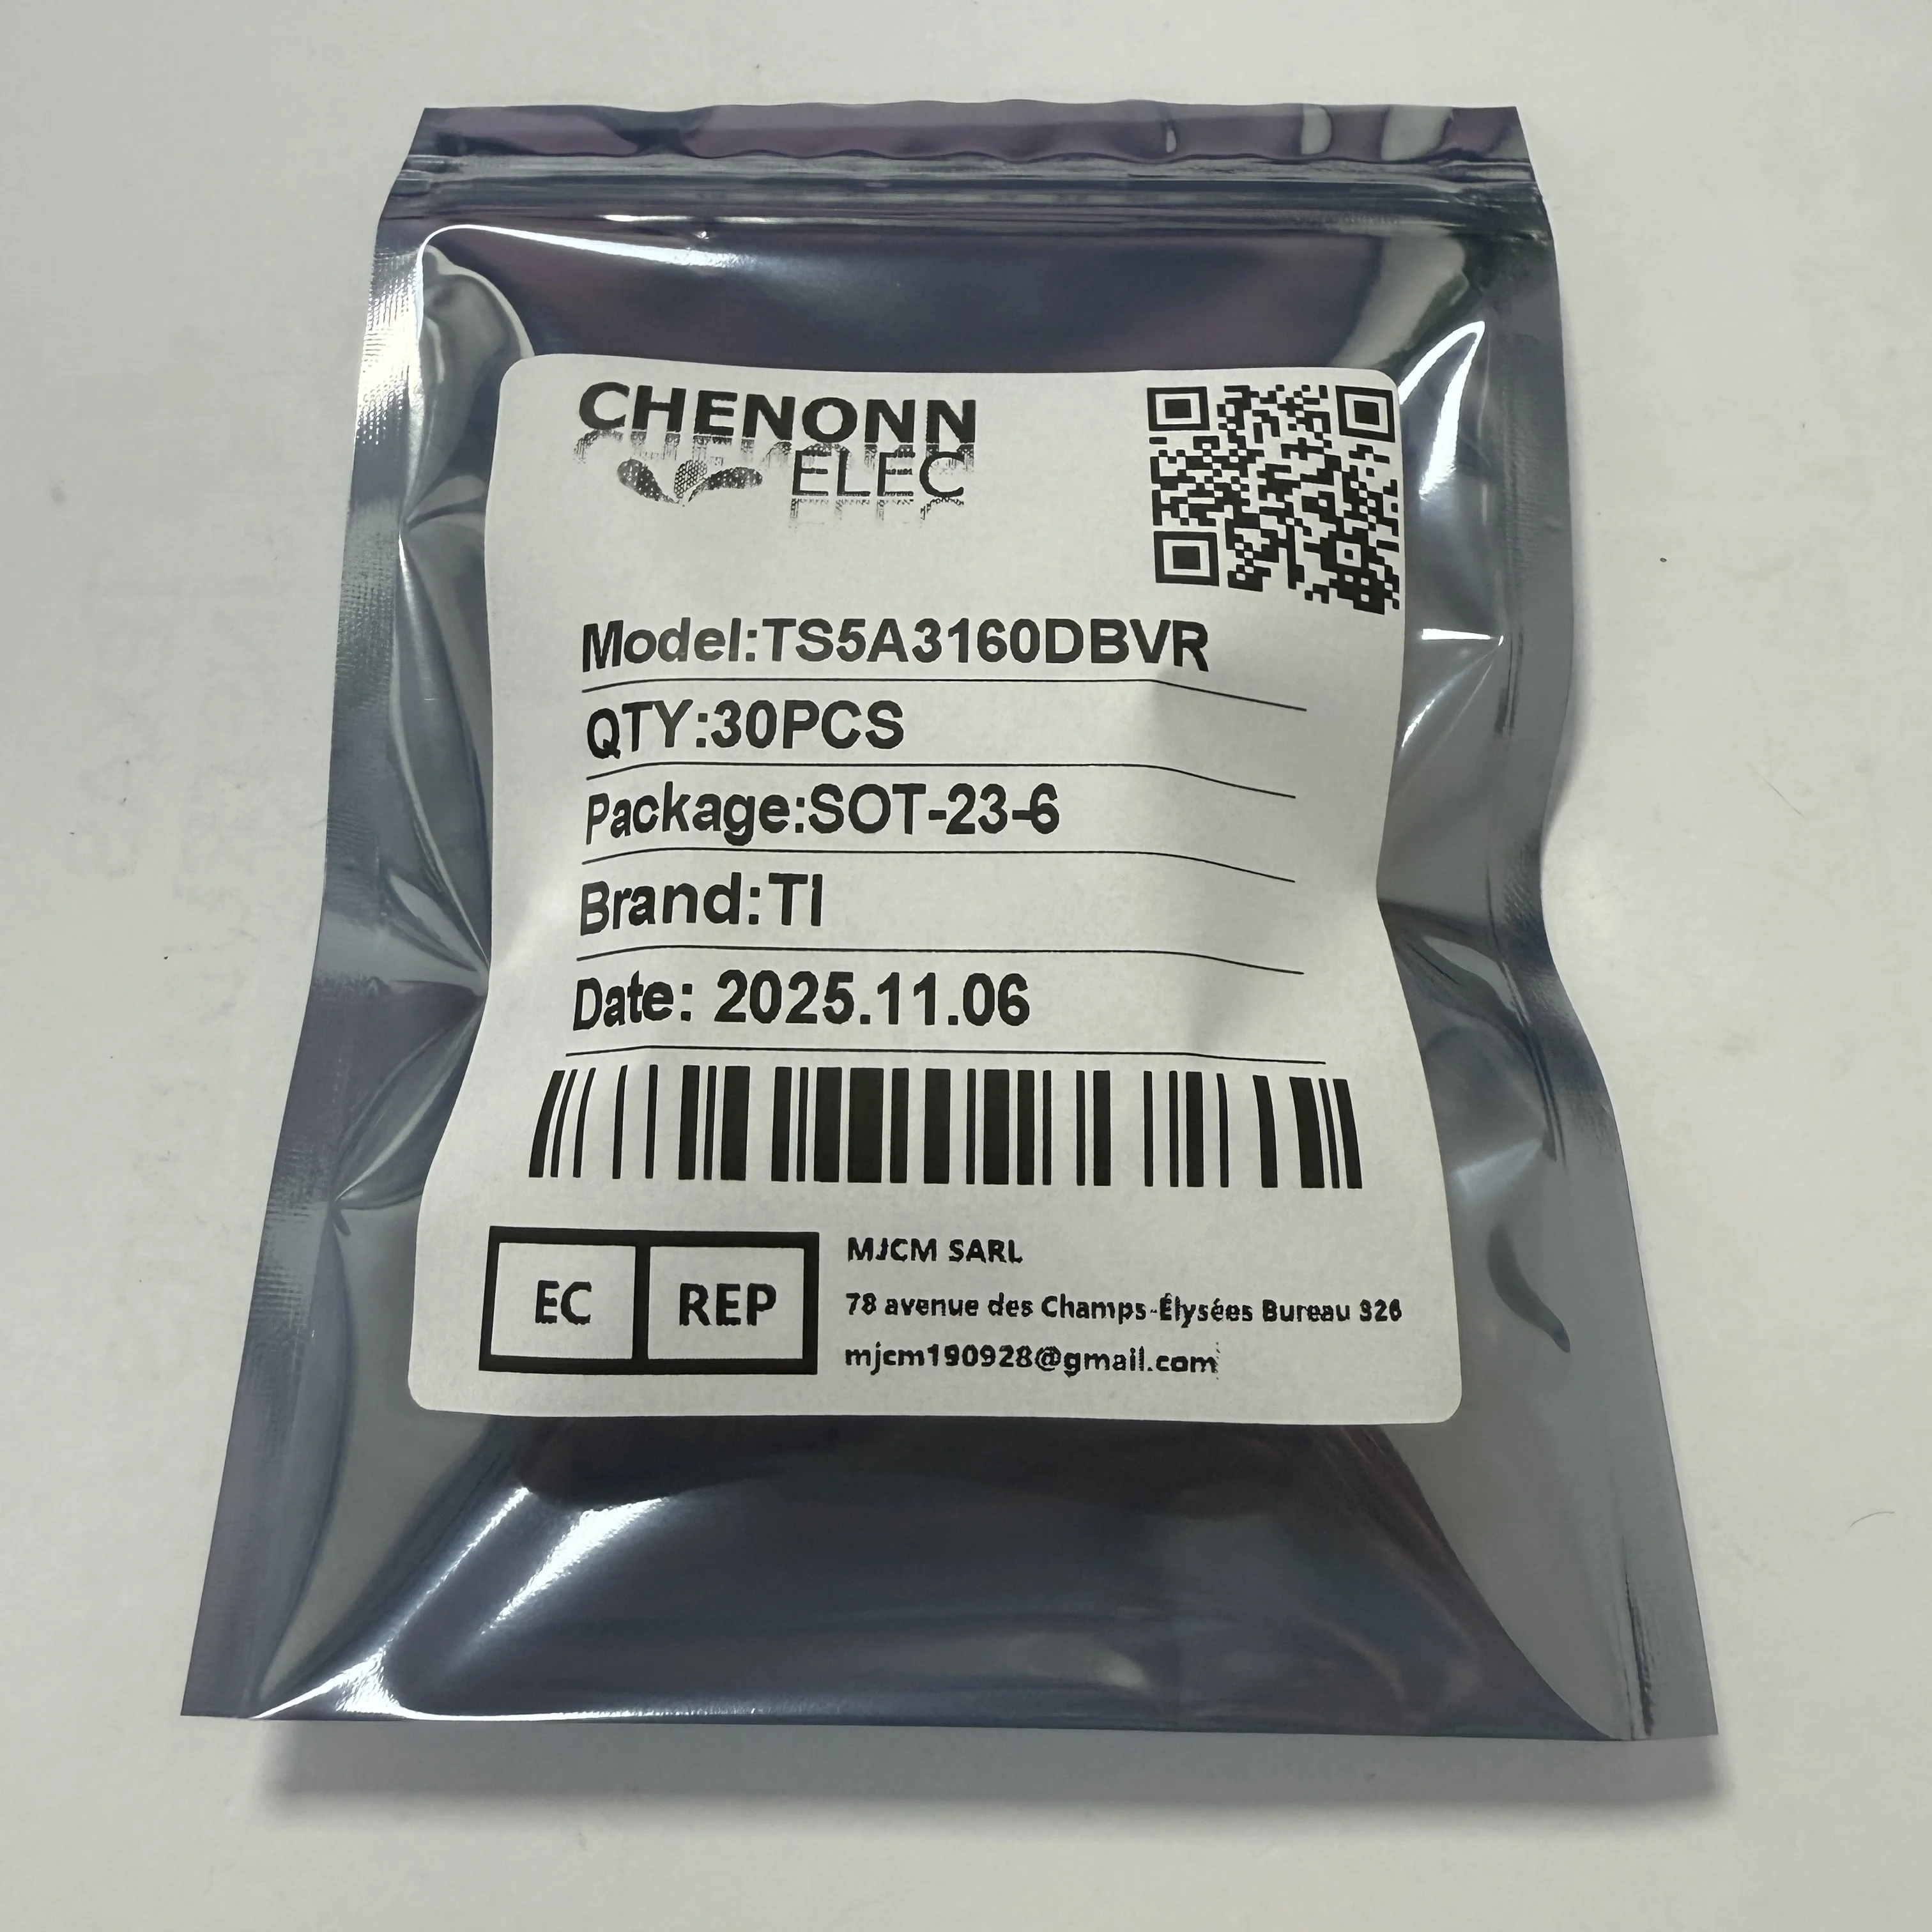 CHENONN
ELEC
Model:TS5A3160DBVR
QTY:30PCS
Package:SOT-23-6
Brand:TI
Date: 2025.11.06
EC REP
MJCM SARL
78 avenue des Champs-Élysées Bureau 326
mjcm190928@gmail.com